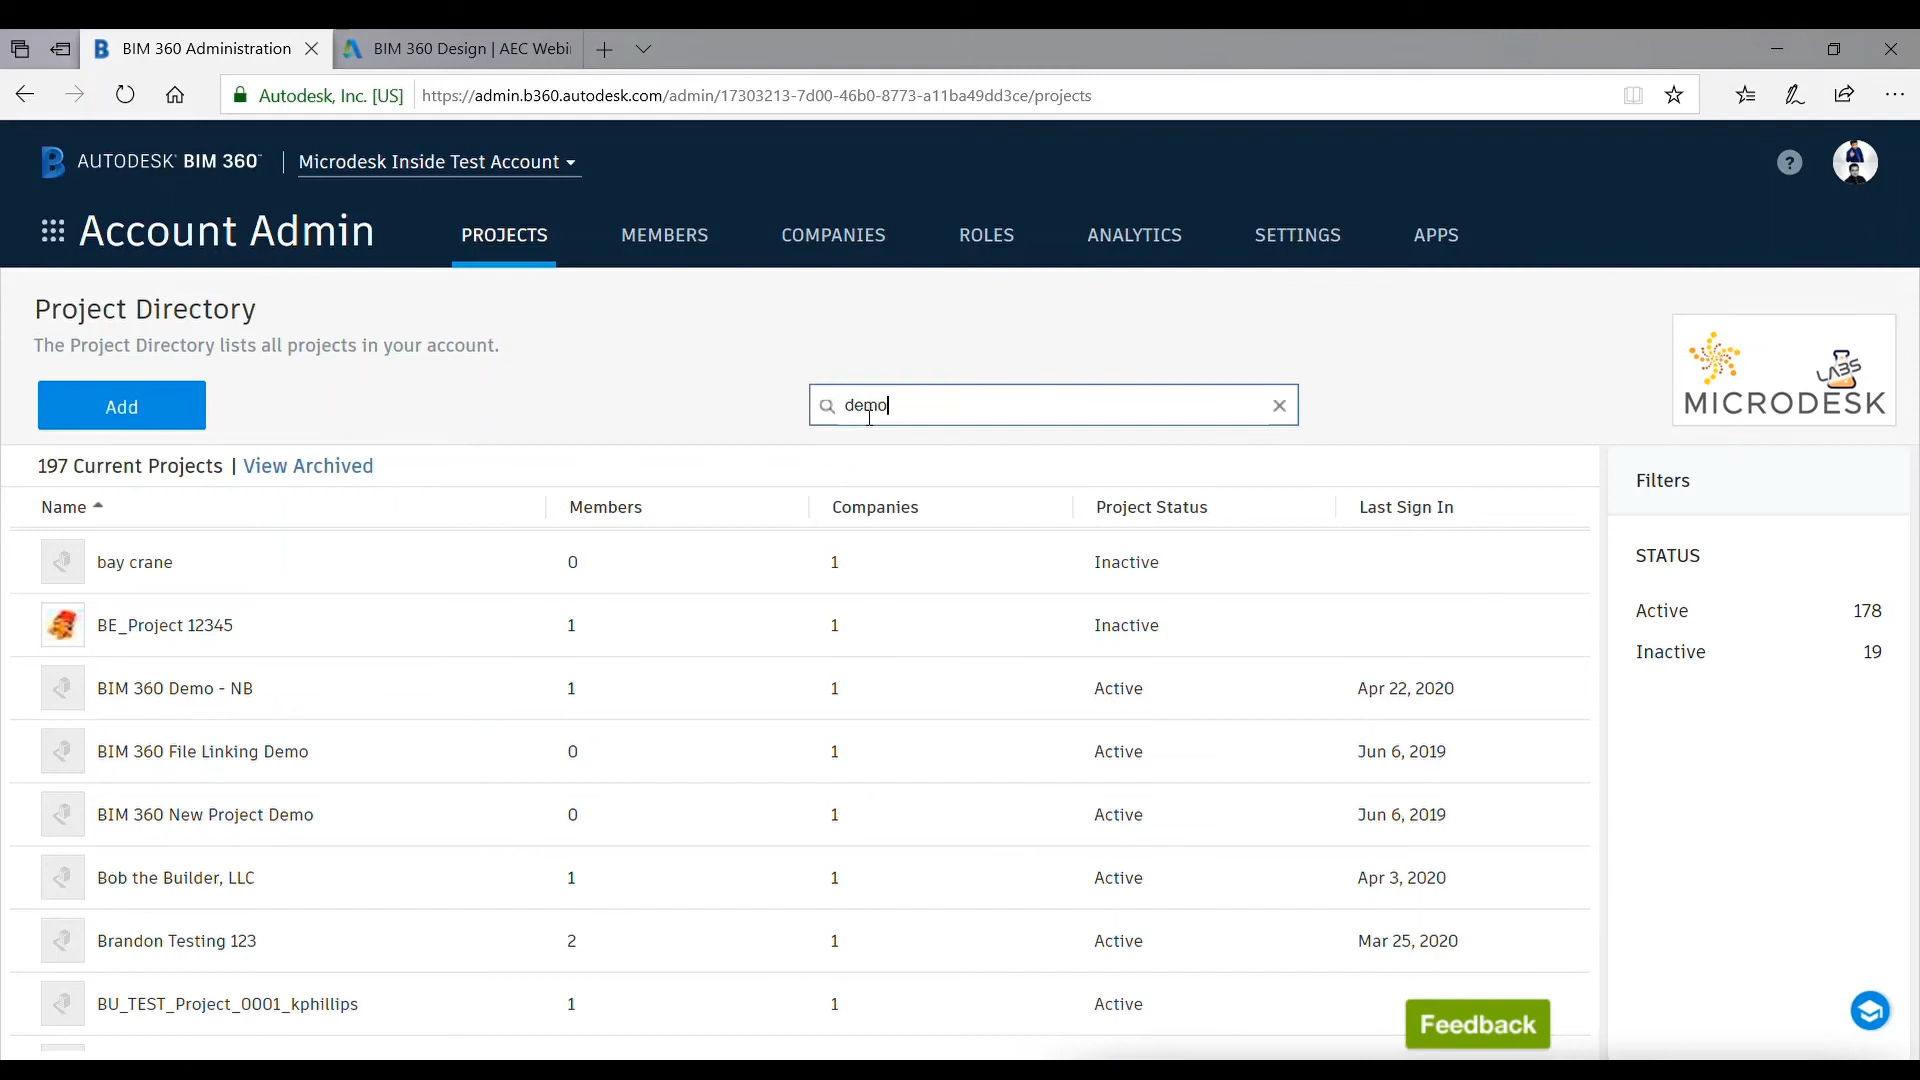 BIM 360 Administration
BIM 360 Design | AEC Webi
Autodesk, Inc. [US]
https://admin.b360.autodesk.com/admin/17303213-7d00-46b0-8773-a11ba49dd3ce/projects
AUTODESK® BIM 360™
Microdesk Inside Test Account
?
Account Admin
PROJECTS
MEMBERS
COMPANIES
ROLES
ANALYTICS
SETTINGS
APPS
Project Directory
The Project Directory lists all projects in your account.
Add
demo
LABS
MICRODESK
197 Current Projects | View Archived
Filters
Name Members Companies Project Status Last Sign In
STATUS
bay crane 0 1 Inactive
Active 178
BE_Project 12345 1 1 Inactive
Inactive 19
BIM 360 Demo - NB 1 1 Active Apr 22, 2020
BIM 360 File Linking Demo 0 1 Active Jun 6, 2019
BIM 360 New Project Demo 0 1 Active Jun 6, 2019
Bob the Builder, LLC 1 1 Active Apr 3, 2020
Brandon Testing 123 2 1 Active Mar 25, 2020
BU_TEST_Project_0001_kphillips 1 1 Active
Feedback